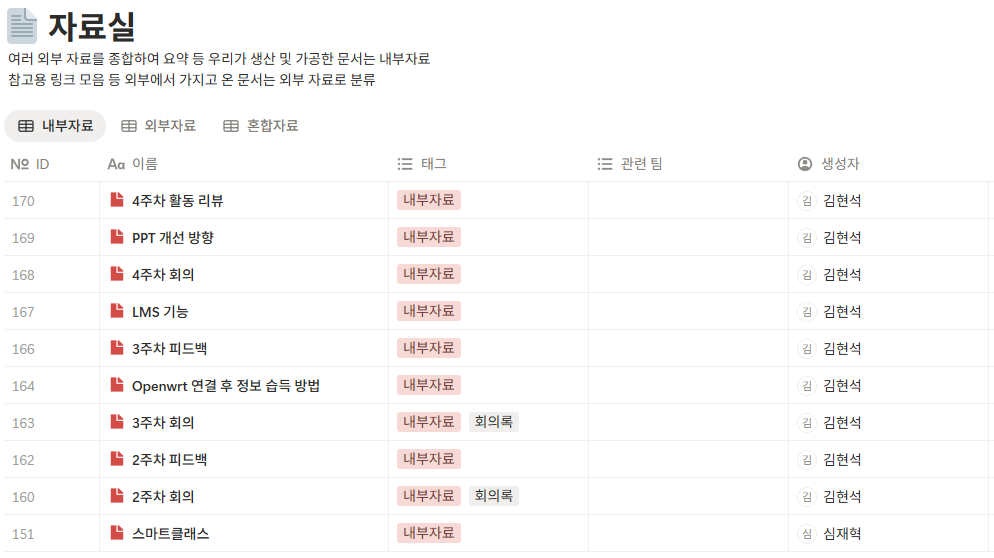 자료실
여러 외부 자료를 종합하여 요약 등 우리가 생산 및 가공한 문서는 내부자료
참고용 링크 모음 등 외부에서 가지고 온 문서는 외부 자료로 분류
내부자료 외부자료 혼합자료
№ ID Aa 이름 태그 관련 팀 생성자
170 4주차 활동 리뷰 내부자료 김 김현석
169 PPT 개선 방향 내부자료 김 김현석
168 4주차 회의 내부자료 김 김현석
167 LMS 기능 내부자료 김 김현석
166 3주차 피드백 내부자료 김 김현석
164 Openwrt 연결 후 정보 습득 방법 내부자료 김 김현석
163 3주차 회의 내부자료 회의록 김 김현석
162 2주차 피드백 내부자료 김 김현석
160 2주차 회의 내부자료 회의록 김 김현석
151 스마트클래스 내부자료 심 심재혁